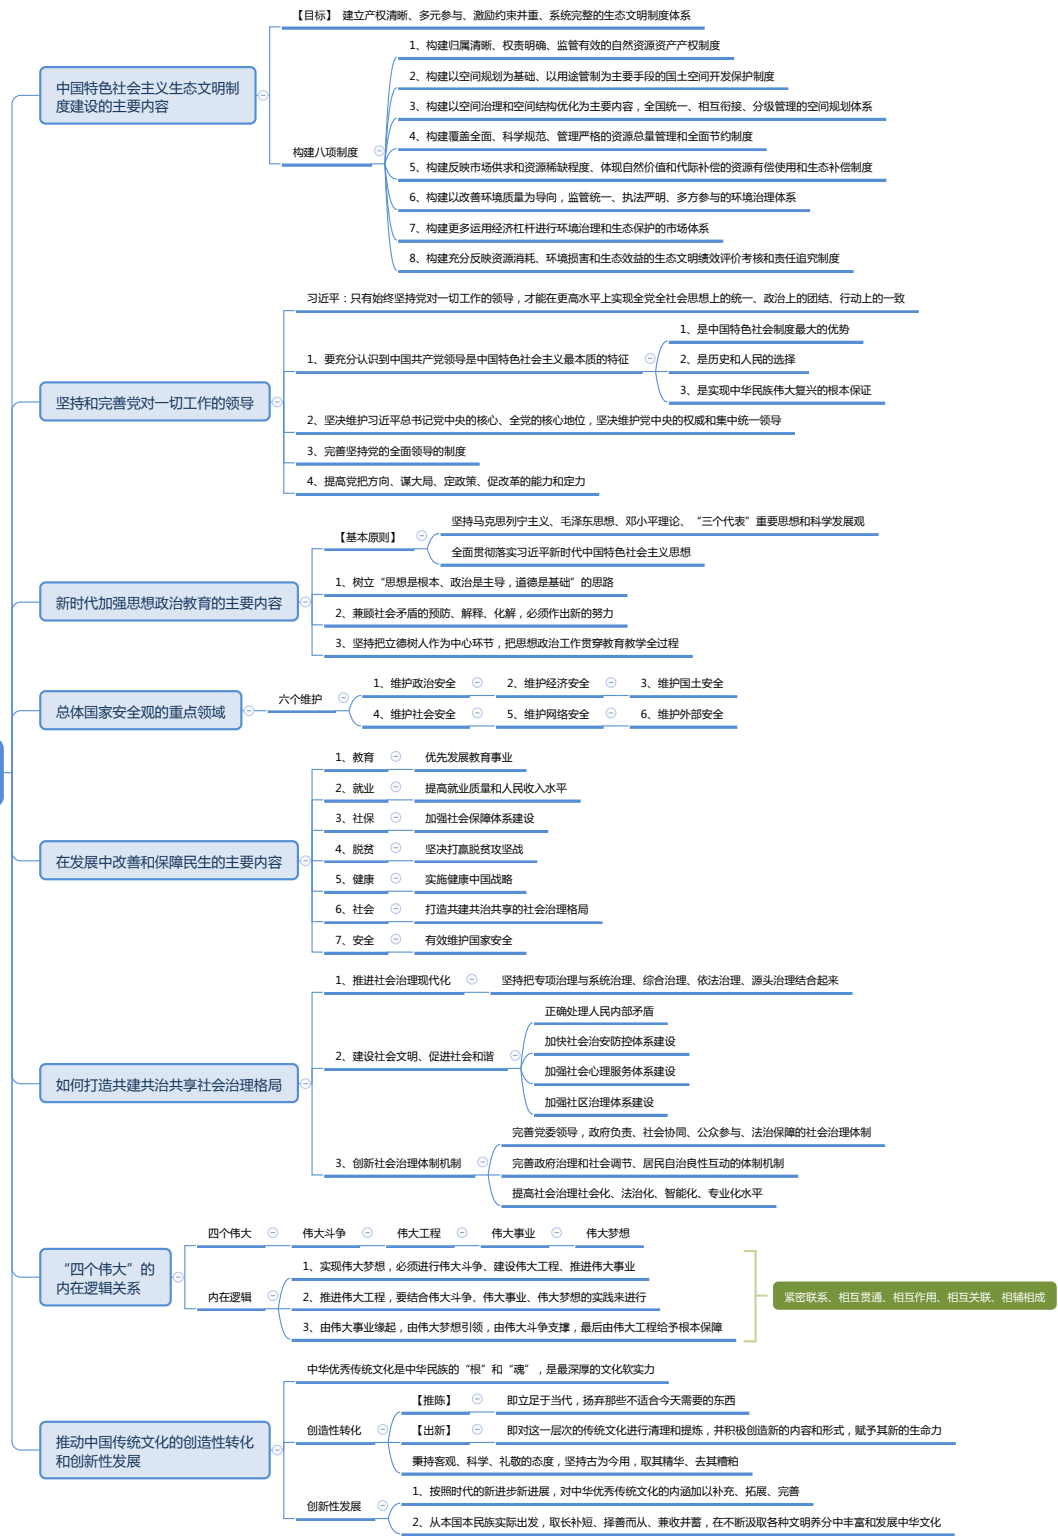 中国特色社会主义生态文明制
度建设的主要内容
【目标】 建立产权清晰、多元参与、激励约束并重、系统完整的生态文明制度体系
构建八项制度
1、构建归属清晰、权责明确、监管有效的自然资源资产产权制度
2、构建以空间规划为基础、以用途管制为主要手段的国土空间开发保护制度
3、构建以空间治理和空间结构优化为主要内容，全国统一、相互衔接、分级管理的空间规划体系
4、构建覆盖全面、科学规范、管理严格的资源总量管理和全面节约制度
5、构建反映市场供求和资源稀缺程度、体现自然价值和代际补偿的资源有偿使用和生态补偿制度
6、构建以改善环境质量为导向，监管统一、执法严明、多方参与的环境治理体系
7、构建更多运用经济杠杆进行环境治理和生态保护的市场体系
8、构建充分反映资源消耗、环境损害和生态效益的生态文明绩效评价考核和责任追究制度
坚持和完善党对一切工作的领导
习近平：只有始终坚持党对一切工作的领导，才能在更高水平上实现全党全社会思想上的统一、政治上的团结、行动上的一致
1、要充分认识到中国共产党领导是中国特色社会主义最本质的特征
1、是中国特色社会制度最大的优势
2、是历史和人民的选择
3、是实现中华民族伟大复兴的根本保证
2、坚决维护习近平总书记党中央的核心、全党的核心地位，坚决维护党中央的权威和集中统一领导
3、完善坚持党的全面领导的制度
4、提高党把方向、谋大局、定政策、促改革的能力和定力
新时代加强思想政治教育的主要内容
【基本原则】
坚持马克思列宁主义、毛泽东思想、邓小平理论、“三个代表”重要思想和科学发展观
全面贯彻落实习近平新时代中国特色社会主义思想
1、树立“思想是根本、政治是主导，道德是基础”的思路
2、兼顾社会矛盾的预防、解释、化解，必须作出新的努力
3、坚持把立德树人作为中心环节，把思想政治工作贯穿教育教学全过程
总体国家安全观的重点领域
六个维护
1、维护政治安全
2、维护经济安全
3、维护国土安全
4、维护社会安全
5、维护网络安全
6、维护外部安全
在发展中改善和保障民生的主要内容
1、教育
优先发展教育事业
2、就业
提高就业质量和人民收入水平
3、社保
加强社会保障体系建设
4、脱贫
坚决打赢脱贫攻坚战
5、健康
实施健康中国战略
6、社会
打造共建共治共享的社会治理格局
7、安全
有效维护国家安全
如何打造共建共治共享社会治理格局
1、推进社会治理现代化
坚持把专项治理与系统治理、综合治理、依法治理、源头治理结合起来
2、建设社会文明、促进社会和谐
正确处理人民内部矛盾
加快社会治安防控体系建设
加强社会心理服务体系建设
加强社区治理体系建设
3、创新社会治理体制机制
完善党委领导，政府负责、社会协同、公众参与、法治保障的社会治理体制
完善政府治理和社会调节、居民自治良性互动的体制机制
提高社会治理社会化、法治化、智能化、专业化水平
“四个伟大”的
内在逻辑关系
四个伟大
伟大斗争
伟大工程
伟大事业
伟大梦想
内在逻辑
1、实现伟大梦想，必须进行伟大斗争、建设伟大工程、推进伟大事业
2、推进伟大工程，要结合伟大斗争、伟大事业、伟大梦想的实践来进行
3、由伟大事业缘起，由伟大梦想引领，由伟大斗争支撑，最后由伟大工程给予根本保障
紧密联系、相互贯通、相互作用、相互关联、相辅相成
推动中国传统文化的创造性转化
和创新性发展
中华优秀传统文化是中华民族的“根”和“魂”，是最深厚的文化软实力
创造性转化
【推陈】
即立足于当代，扬弃那些不适合今天需要的东西
【出新】
即对这一层次的传统文化进行清理和提炼，并积极创造新的内容和形式，赋予其新的生命力
秉持客观、科学、礼敬的态度，坚持古为今用，取其精华、去其糟粕
创新性发展
1、按照时代的新进步新进展，对中华优秀传统文化的内涵加以补充、拓展、完善
2、从本国本民族实际出发，取长补短、择善而从、兼收并蓄，在不断汲取各种文明养分中丰富和发展中华文化